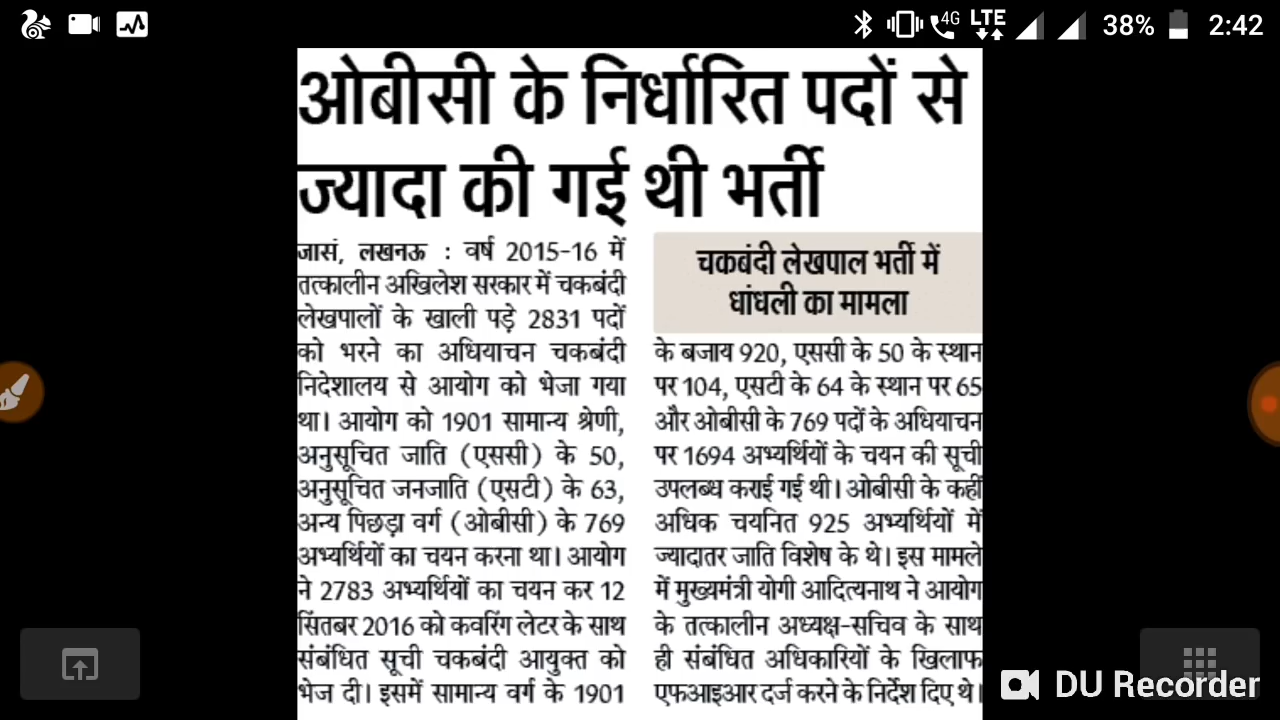 4G LTE 38% 2:42
ओबीसी के निर्धारित पदों से
ज्यादा की गई थी भर्ती
जासं, लखनऊ : वर्ष 2015-16 में
तत्कालीन अखिलेश सरकार में चकबंदी
लेखपालों के खाली पड़े 2831 पदों
को भरने का अधियाचन चकबंदी
निदेशालय से आयोग को भेजा गया
था। आयोग को 1901 सामान्य श्रेणी,
अनुसूचित जाति (एससी) के 50,
अनुसूचित जनजाति (एसटी) के 63,
अन्य पिछड़ा वर्ग (ओबीसी) के 769
अभ्यर्थियों का चयन करना था। आयोग
ने 2783 अभ्यर्थियों का चयन कर 12
सिंतबर 2016 को कवरिंग लेटर के साथ
संबंधित सूची चकबंदी आयुक्त को
भेज दी। इसमें सामान्य वर्ग के 1901
चकबंदी लेखपाल भर्ती में
धांधली का मामला
के बजाय 920, एससी के 50 के स्थान
पर 104, एसटी के 64 के स्थान पर 65
और ओबीसी के 769 पदों के अधियाचन
पर 1694 अभ्यर्थियों के चयन की सूची
उपलब्ध कराई गई थी। ओबीसी के कहीं
अधिक चयनित 925 अभ्यर्थियों में
ज्यादातर जाति विशेष के थे। इस मामले
में मुख्यमंत्री योगी आदित्यनाथ ने आयोग
के तत्कालीन अध्यक्ष-सचिव के साथ
ही संबंधित अधिकारियों के खिलाफ
एफआइआर दर्ज करने के निर्देश दिए थे।
DU Recorder